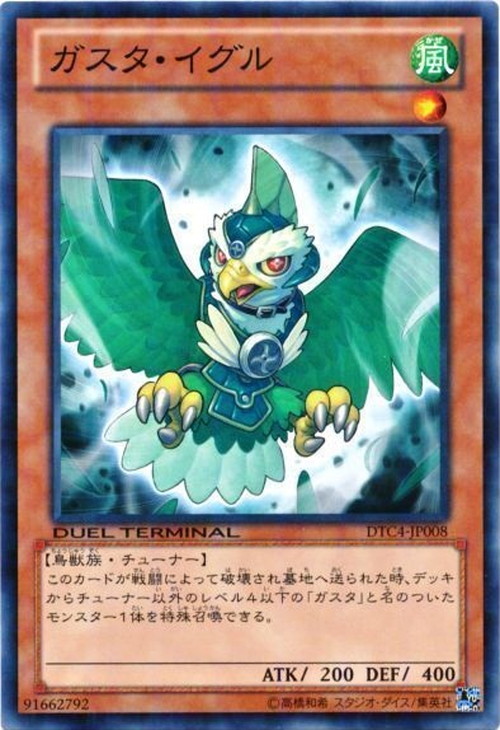 ガスタ・イグル
風
DUEL TERMINAL
DTC4-JP008
【鳥獣族・チューナー】
このカードが戦闘によって破壊され墓地へ送られた時、デッキ
からチューナー以外のレベル4以下の「ガスタ」と名のついた
モンスター1体を特殊召喚できる。
ATK/ 200 DEF/ 400
91662792
©高橋和希 スタジオ・ダイス/集英社